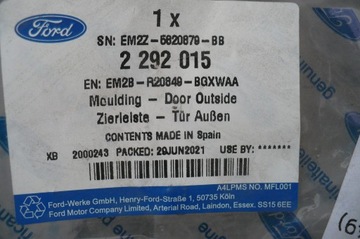 1 x
Ford
SN: EM2Z-5820879-BB
2 292 015
EN: EM2B-R20849-BGXWAA
Moulding - Door Outside
Zierleiste - Tür Außen
CONTENTS MADE IN Spain
XB 2000243 PACKED: 29JUN2021 USE BY: *******
A4LPMS NO. MFL001
Ford-Werke GmbH, Henry-Ford-Straße 1, 50735 Köln
Ford Motor Company Limited, Arterial Road, Laindon, Essex. SS15 6EE